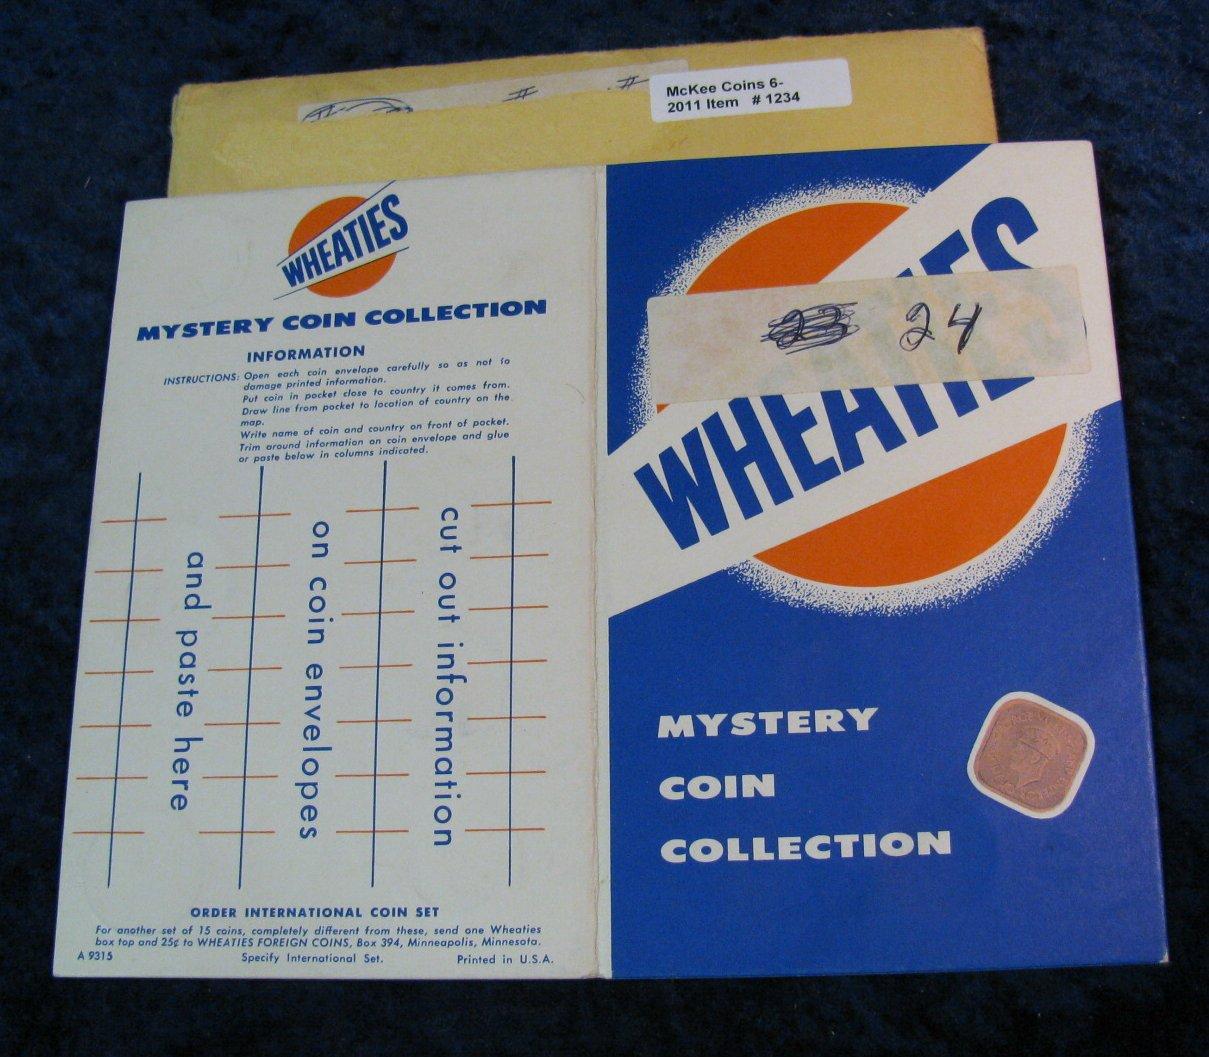 #
#
McKee Coins 6-
2011 Item # 1234
WHEATIES
MYSTERY COIN COLLECTION
INFORMATION
INSTRUCTIONS: Open each coin envelope carefully so as not to
damage printed information.
Put coin in pocket close to country it comes from.
Draw line from pocket to location of country on the
map.
Write name of coin and country on front of pocket.
Trim around information on coin envelope and glue
or paste below in columns indicated.
cut out information
on coin envelopes
and paste here
ORDER INTERNATIONAL COIN SET
For another set of 15 coins, completely different from these, send one Wheaties
box top and 25¢ to WHEATIES FOREIGN COINS, Box 394, Minneapolis, Minnesota.
A 9315 Specify International Set. Printed in U.S.A.
23 24
WHEATIES
MYSTERY
COIN
COLLECTION